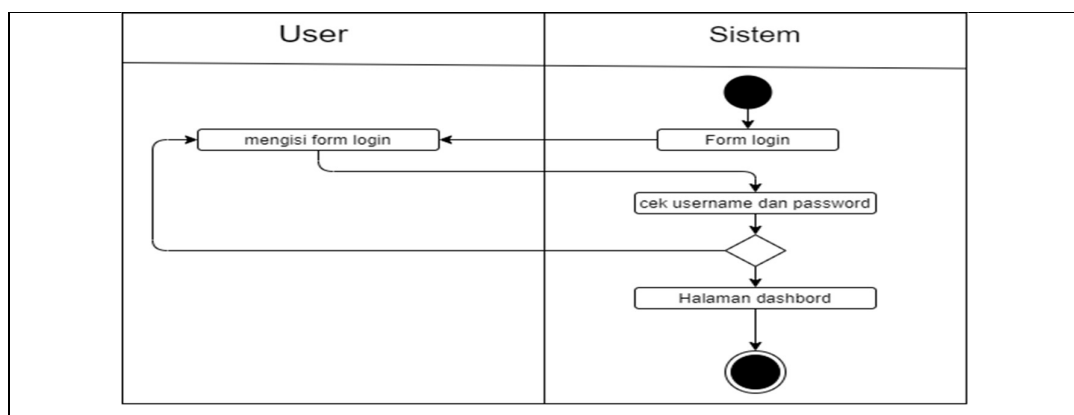 User
Sistem
mengisi form login
Form login
cek username dan password
Halaman dashbord